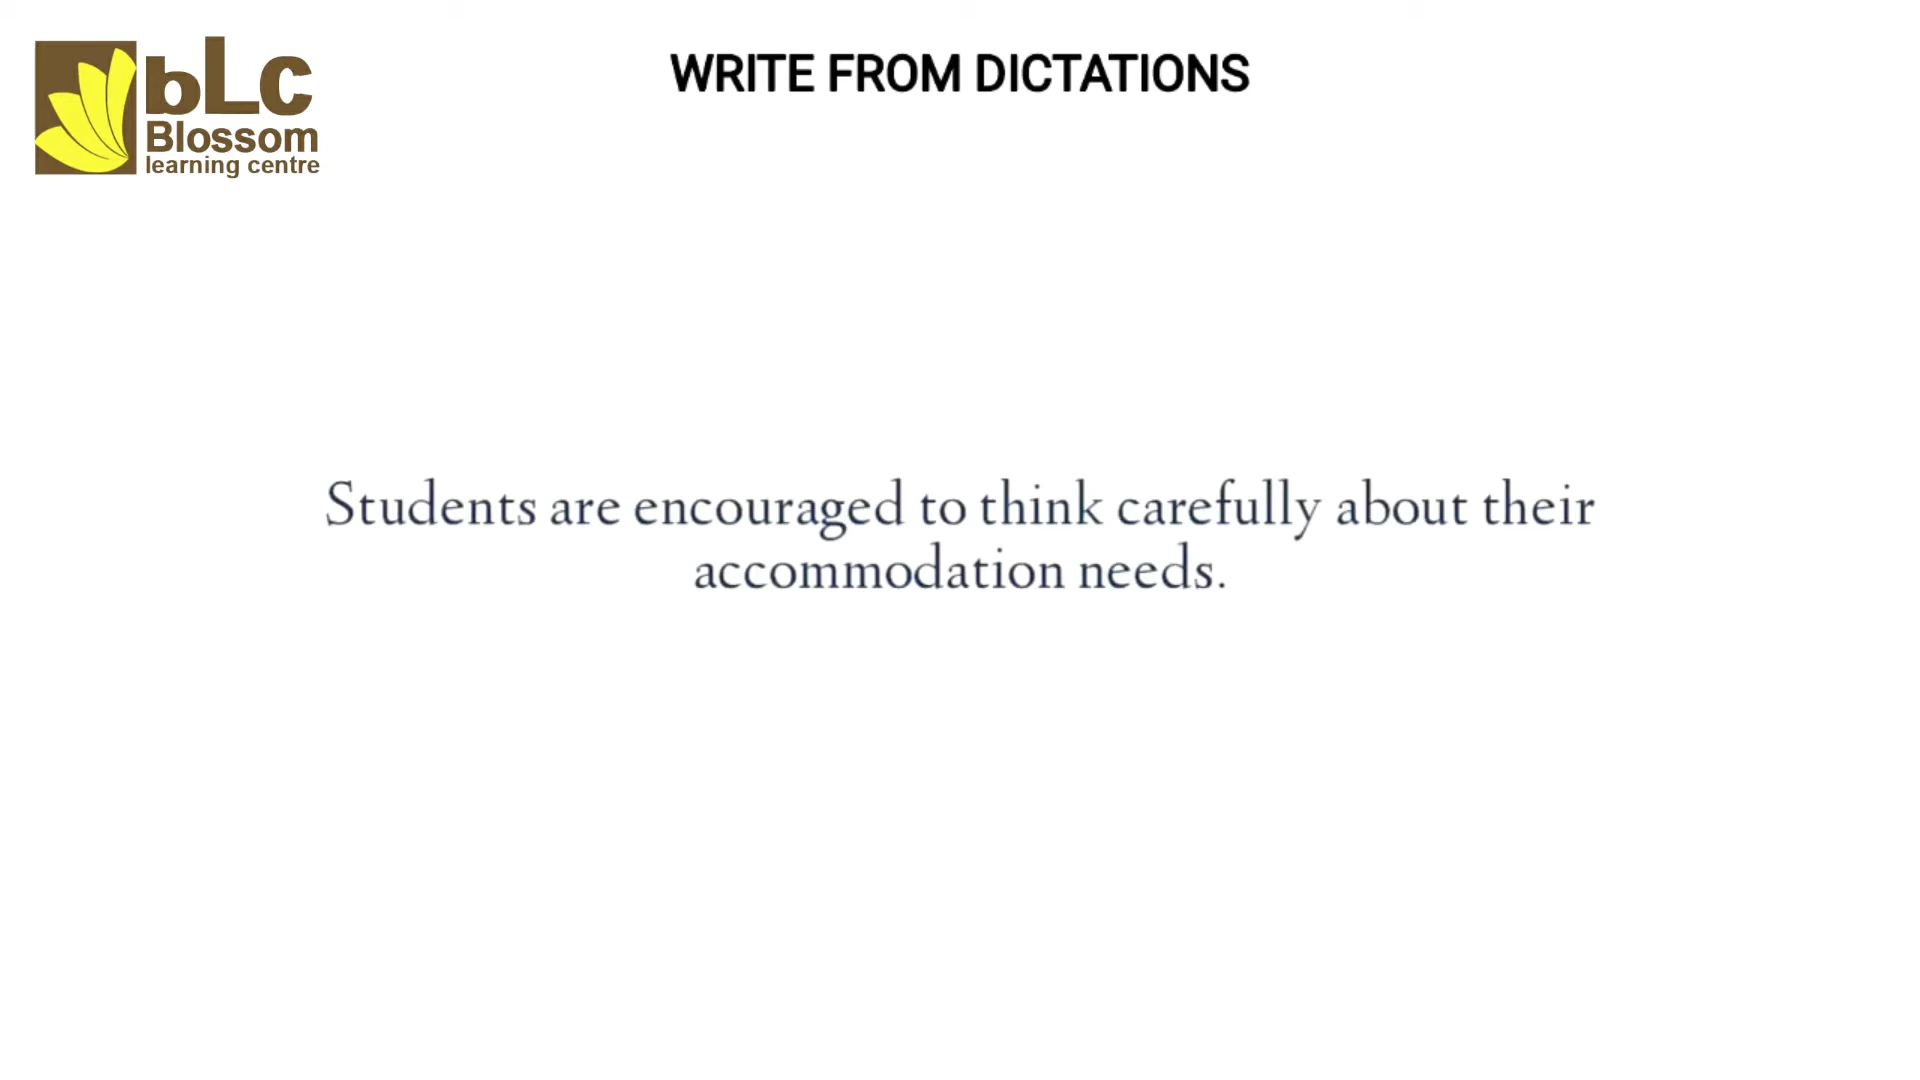 bLc
Blossom
learning centre
WRITE FROM DICTATIONS
Students are encouraged to think carefully about their
accommodation needs.